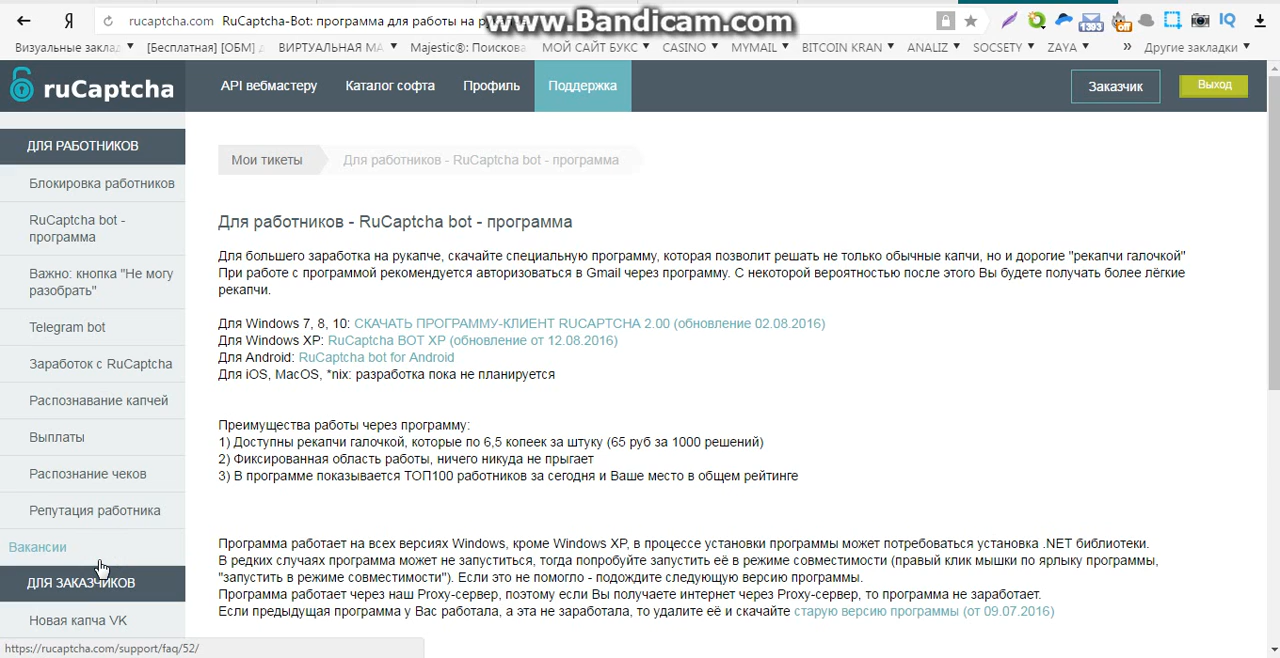 Я
rucaptcha.com RuCaptcha-Bot: программа для работы на
www.Bandicam.com
1393
off
IQ
Визуальные заклад
[Бесплатная] [ОБМ]
ВИРТУАЛЬНАЯ МА
Majestic®: Поискова
МОЙ САЙТ БУКС
CASINO
MYMAIL
BITCOIN KRAN
ANALIZ
SOCSETY
ZAYA
»
Другие закладки
ruCaptcha
API вебмастеру
Каталог софта
Профиль
Поддержка
Заказчик
Выход
ДЛЯ РАБОТНИКОВ
Блокировка работников
RuCaptcha bot -
программа
Важно: кнопка "Не могу
разобрать"
Telegram bot
Заработок с RuCaptcha
Распознавание капчей
Выплаты
Распознание чеков
Репутация работника
Вакансии
ДЛЯ ЗАКАЗЧИКОВ
Новая капча VK
Мои тикеты
Для работников - RuCaptcha bot - программа
Для работников - RuCaptcha bot - программа
Для большего заработка на рукапче, скачайте специальную программу, которая позволит решать не только обычные капчи, но и дорогие "рекапчи галочкой"
При работе с программой рекомендуется авторизоваться в Gmail через программу. С некоторой вероятностью после этого Вы будете получать более лёгкие
рекапчи.
Для Windows 7, 8, 10: СКАЧАТЬ ПРОГРАММУ-КЛИЕНТ RUCAPTCHA 2.00 (обновление 02.08.2016)
Для Windows XP: RuCaptcha BOT XP (обновление от 12.08.2016)
Для Android: RuCaptcha bot for Android
Для iOS, MacOS, *nix: разработка пока не планируется
Преимущества работы через программу:
1) Доступны рекапчи галочкой, которые по 6,5 копеек за штуку (65 руб за 1000 решений)
2) Фиксированная область работы, ничего никуда не прыгает
3) В программе показывается ТОП100 работников за сегодня и Ваше место в общем рейтинге
Программа работает на всех версиях Windows, кроме Windows XP, в процессе установки программы может потребоваться установка .NET библиотеки.
В редких случаях программа может не запуститься, тогда попробуйте запустить её в режиме совместимости (правый клик мышки по ярлыку программы,
"запустить в режиме совместимости"). Если это не помогло - подождите следующую версию программы.
Программа работает через наш Proxy-сервер, поэтому если Вы получаете интернет через Proxy-сервер, то программа не заработает.
Если предыдущая программа у Вас работала, а эта не заработала, то удалите её и скачайте старую версию программы (от 09.07.2016)
https://rucaptcha.com/support/faq/52/